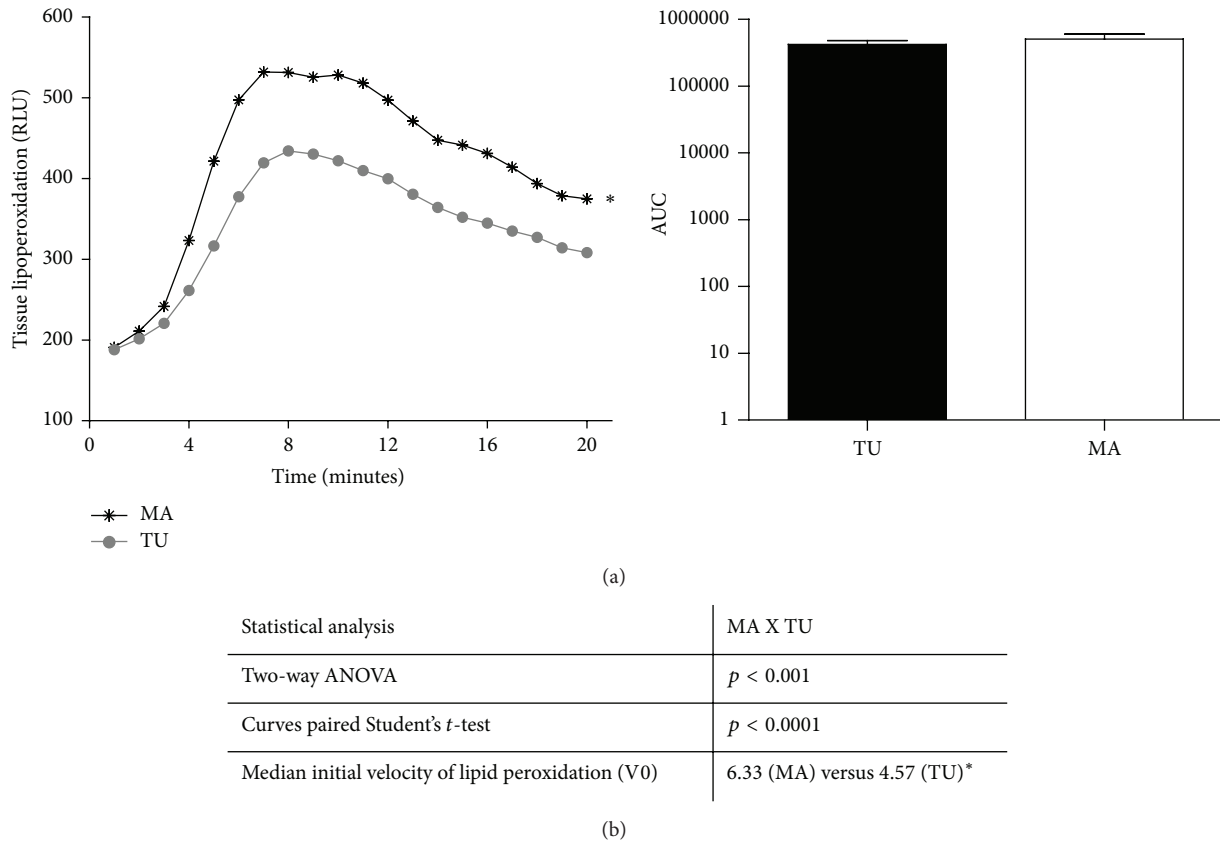 600
500
400
300
200
100
Tissue lipoperoxidation (RLU)
0 4 8 12 16 20
Time (minutes)
*
MA
TU
1000000
100000
10000
1000
100
10
1
AUC
TU MA
(a)
Statistical analysis MA X TU
Two-way ANOVA p < 0.001
Curves paired Student's t-test p < 0.0001
Median initial velocity of lipid peroxidation (V0) 6.33 (MA) versus 4.57 (TU)*
(b)